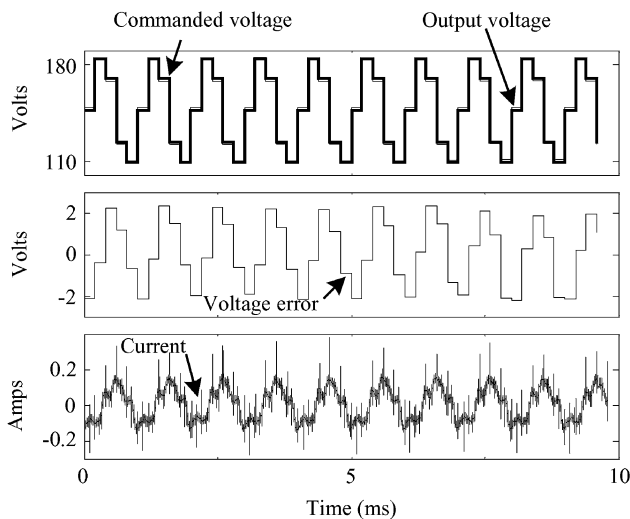 Commanded voltage
Output voltage
180
Volts
110
2
Volts
0
-2
Voltage error
Current
0.2
Amps
0
-0.2
0
5
10
Time (ms)